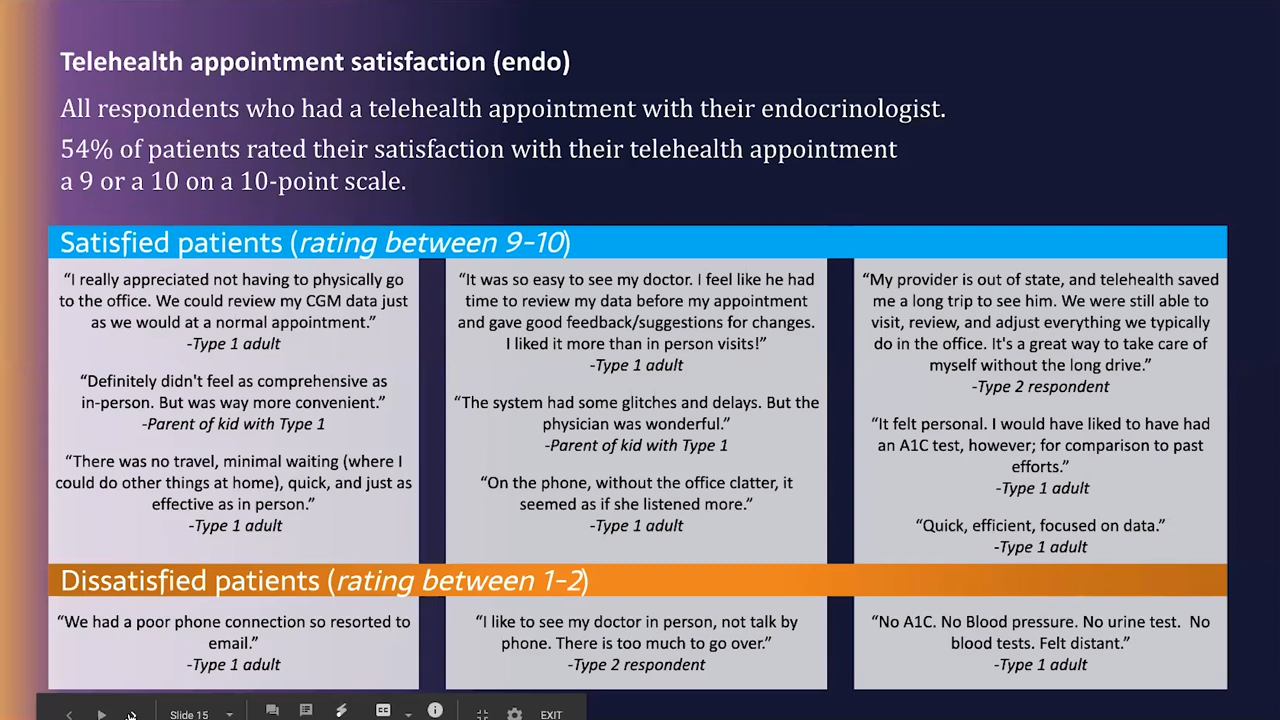 Telehealth appointment satisfaction (endo)
All respondents who had a telehealth appointment with their endocrinologist.
54% of patients rated their satisfaction with their telehealth appointment
a 9 or a 10 on a 10-point scale.
Satisfied patients (rating between 9-10)
“I really appreciated not having to physically go
to the office. We could review my CGM data just
as we would at a normal appointment.”
-Type 1 adult
“Definitely didn't feel as comprehensive as
in-person. But was way more convenient.”
-Parent of kid with Type 1
“There was no travel, minimal waiting (where I
could do other things at home), quick, and just as
effective as in person.”
-Type 1 adult
“It was so easy to see my doctor. I feel like he had
time to review my data before my appointment
and gave good feedback/suggestions for changes.
I liked it more than in person visits!”
-Type 1 adult
“The system had some glitches and delays. But the
physician was wonderful.”
-Parent of kid with Type 1
“On the phone, without the office clatter, it
seemed as if she listened more.”
-Type 1 adult
“My provider is out of state, and telehealth saved
me a long trip to see him. We were still able to
visit, review, and adjust everything we typically
do in the office. It's a great way to take care of
myself without the long drive.”
-Type 2 respondent
“It felt personal. I would have liked to have had
an A1C test, however; for comparison to past
efforts.”
-Type 1 adult
“Quick, efficient, focused on data.”
-Type 1 adult
Dissatisfied patients (rating between 1-2)
“We had a poor phone connection so resorted to
email.”
-Type 1 adult
“I like to see my doctor in person, not talk by
phone. There is too much to go over.”
-Type 2 respondent
“No A1C. No Blood pressure. No urine test.  No
blood tests. Felt distant.”
-Type 1 adult
Slide 15
CC
EXIT